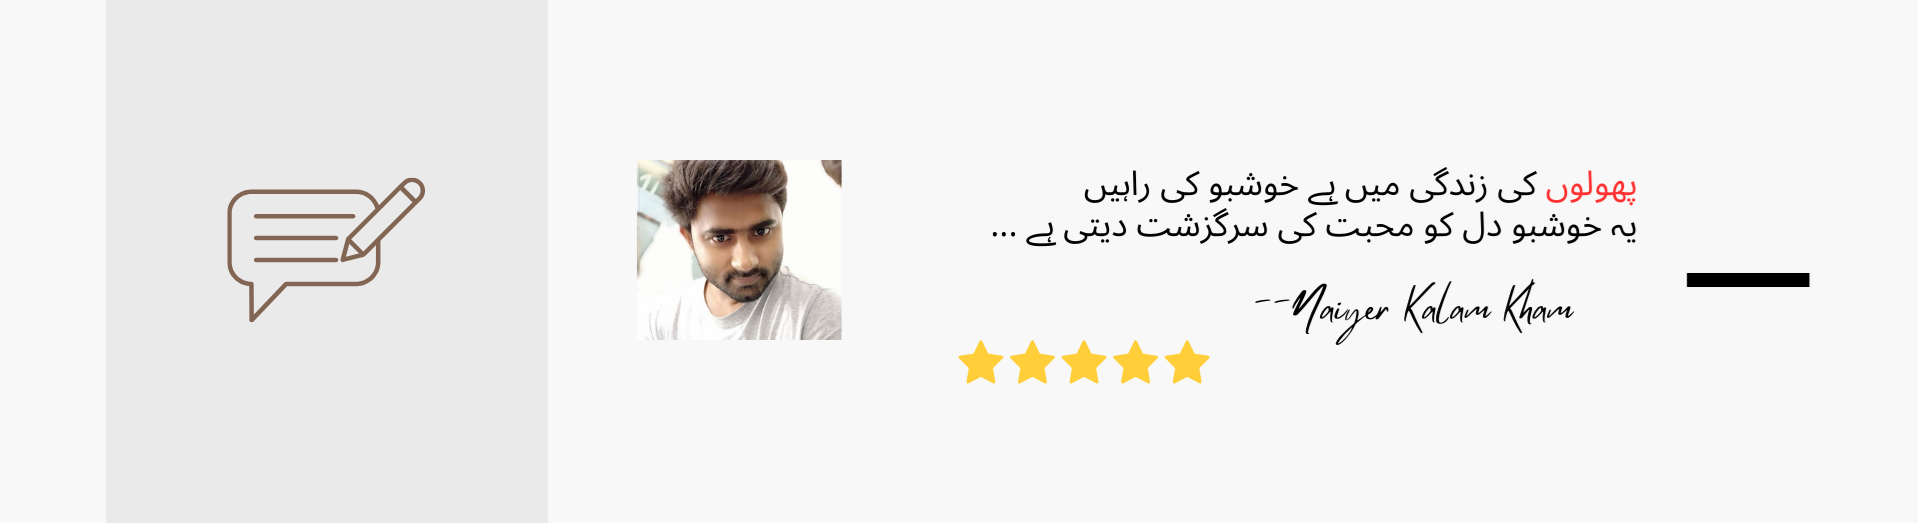 پھولوں کی زندگی میں ہے خوشبو کی راہیں
یہ خوشبو دل کو محبت کی سرگزشت دیتی ہے ...
--Naiyer Kalam Kham